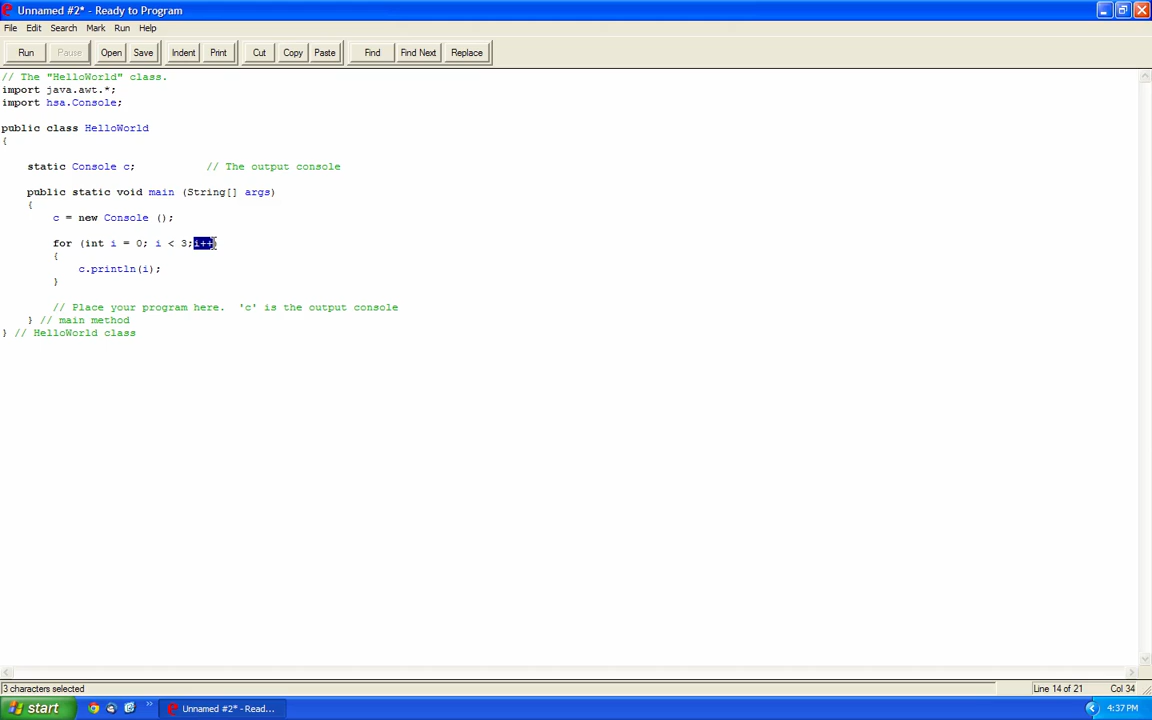 Unnamed #2* - Ready to Program
File Edit Search Mark Run Help
Run Pause Open Save Indent Print Cut Copy Paste Find Find Next Replace
// The "HelloWorld" class.
import java.awt.*;
import hsa.Console;
public class HelloWorld
{
static Console c; // The output console
public static void main (String[] args)
{
c = new Console ();
for (int i = 0; i < 3;i++)
{
c.println(i);
}
// Place your program here. 'c' is the output console
} // main method
} // HelloWorld class
3 characters selected Line 14 of 21 Col 34
start Unnamed #2* - Read... 4:37 PM